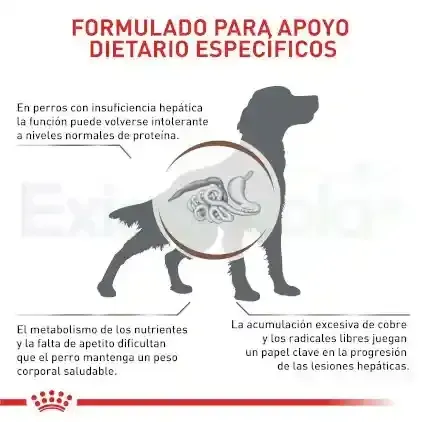 FORMULADO PARA APOYO
DIETARIO ESPECÍFICOS
En perros con insuficiencia hepática
la función puede volverse intolerante
a niveles normales de proteína.
El metabolismo de los nutrientes
y la falta de apetito dificultan
que el perro mantenga un peso
corporal saludable.
La acumulación excesiva de cobre
y los radicales libres juegan
un papel clave en la progresión
de las lesiones hepáticas.